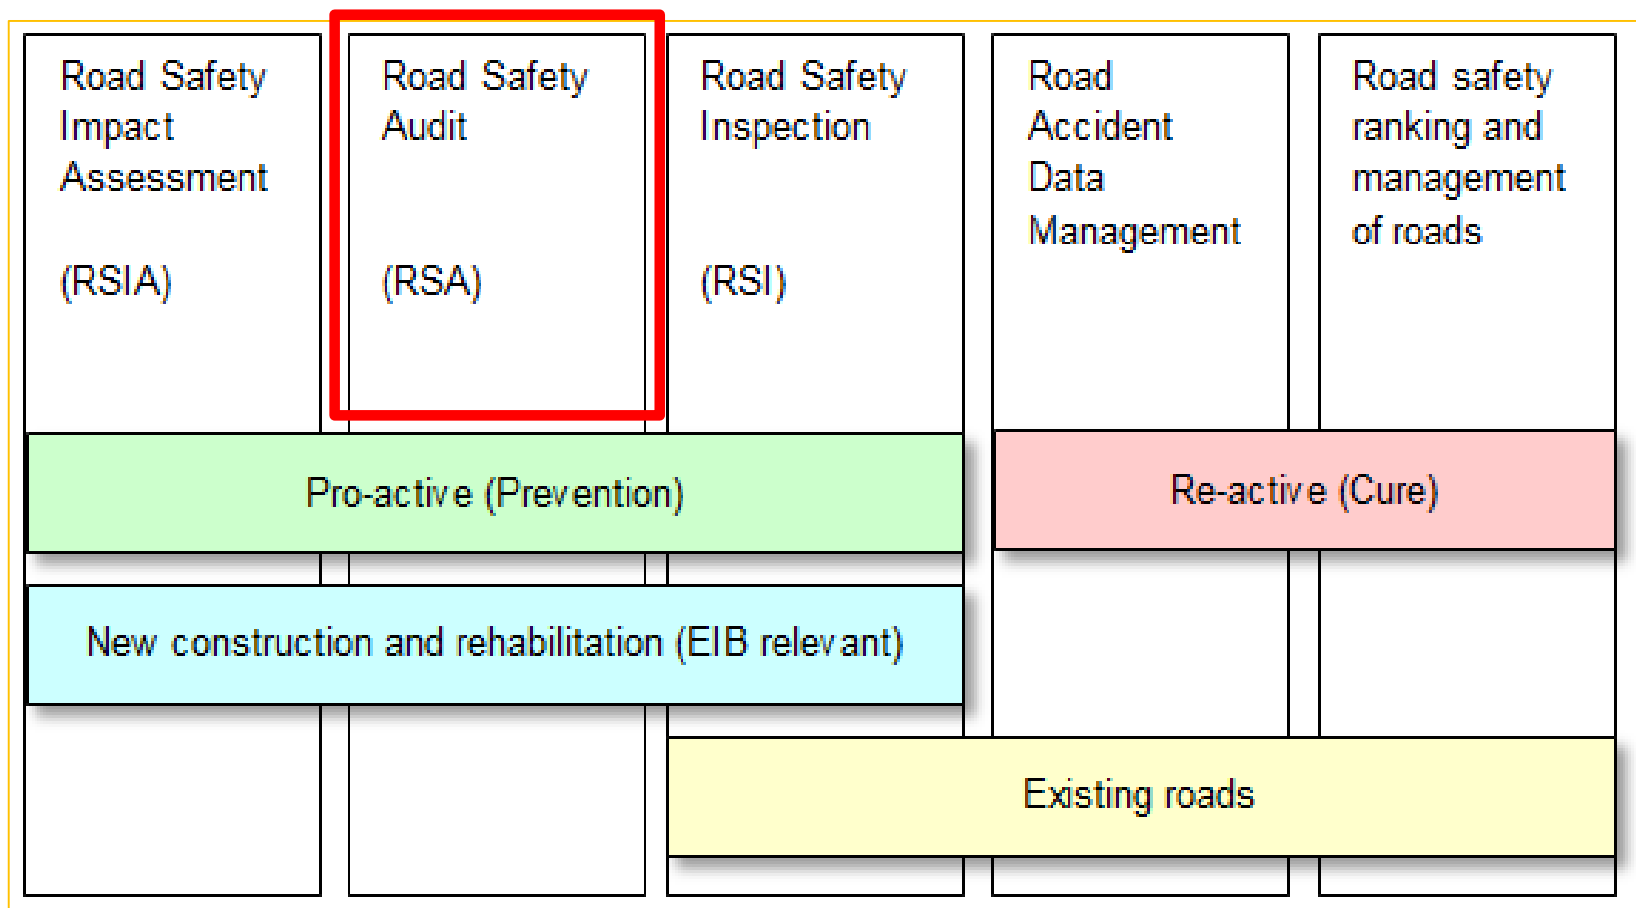 Road Safety
Impact
Assessment
(RSIA)
Road Safety
Audit
(RSA)
Road Safety
Inspection
(RSI)
Road
Accident
Data
Management
Road safety
ranking and
management
of roads
Pro-active (Prevention)
Re-active (Cure)
New construction and rehabilitation (EIB relevant)
Existing roads